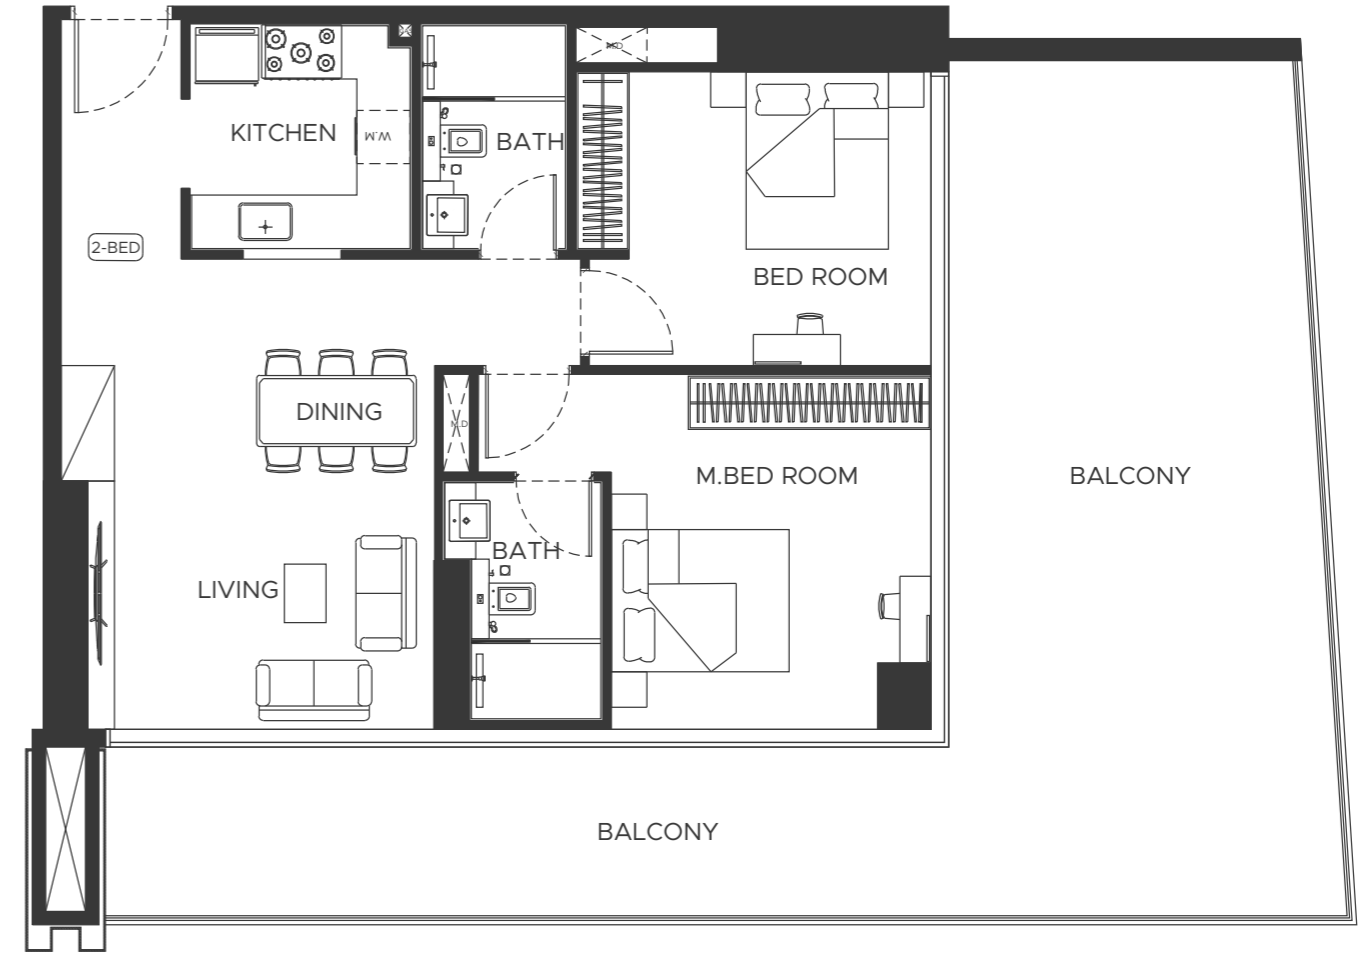 M.D
KITCHEN
W.M
BATH
2-BED
BED ROOM
DINING
M.D
M.BED ROOM
BALCONY
BATH
LIVING
BALCONY